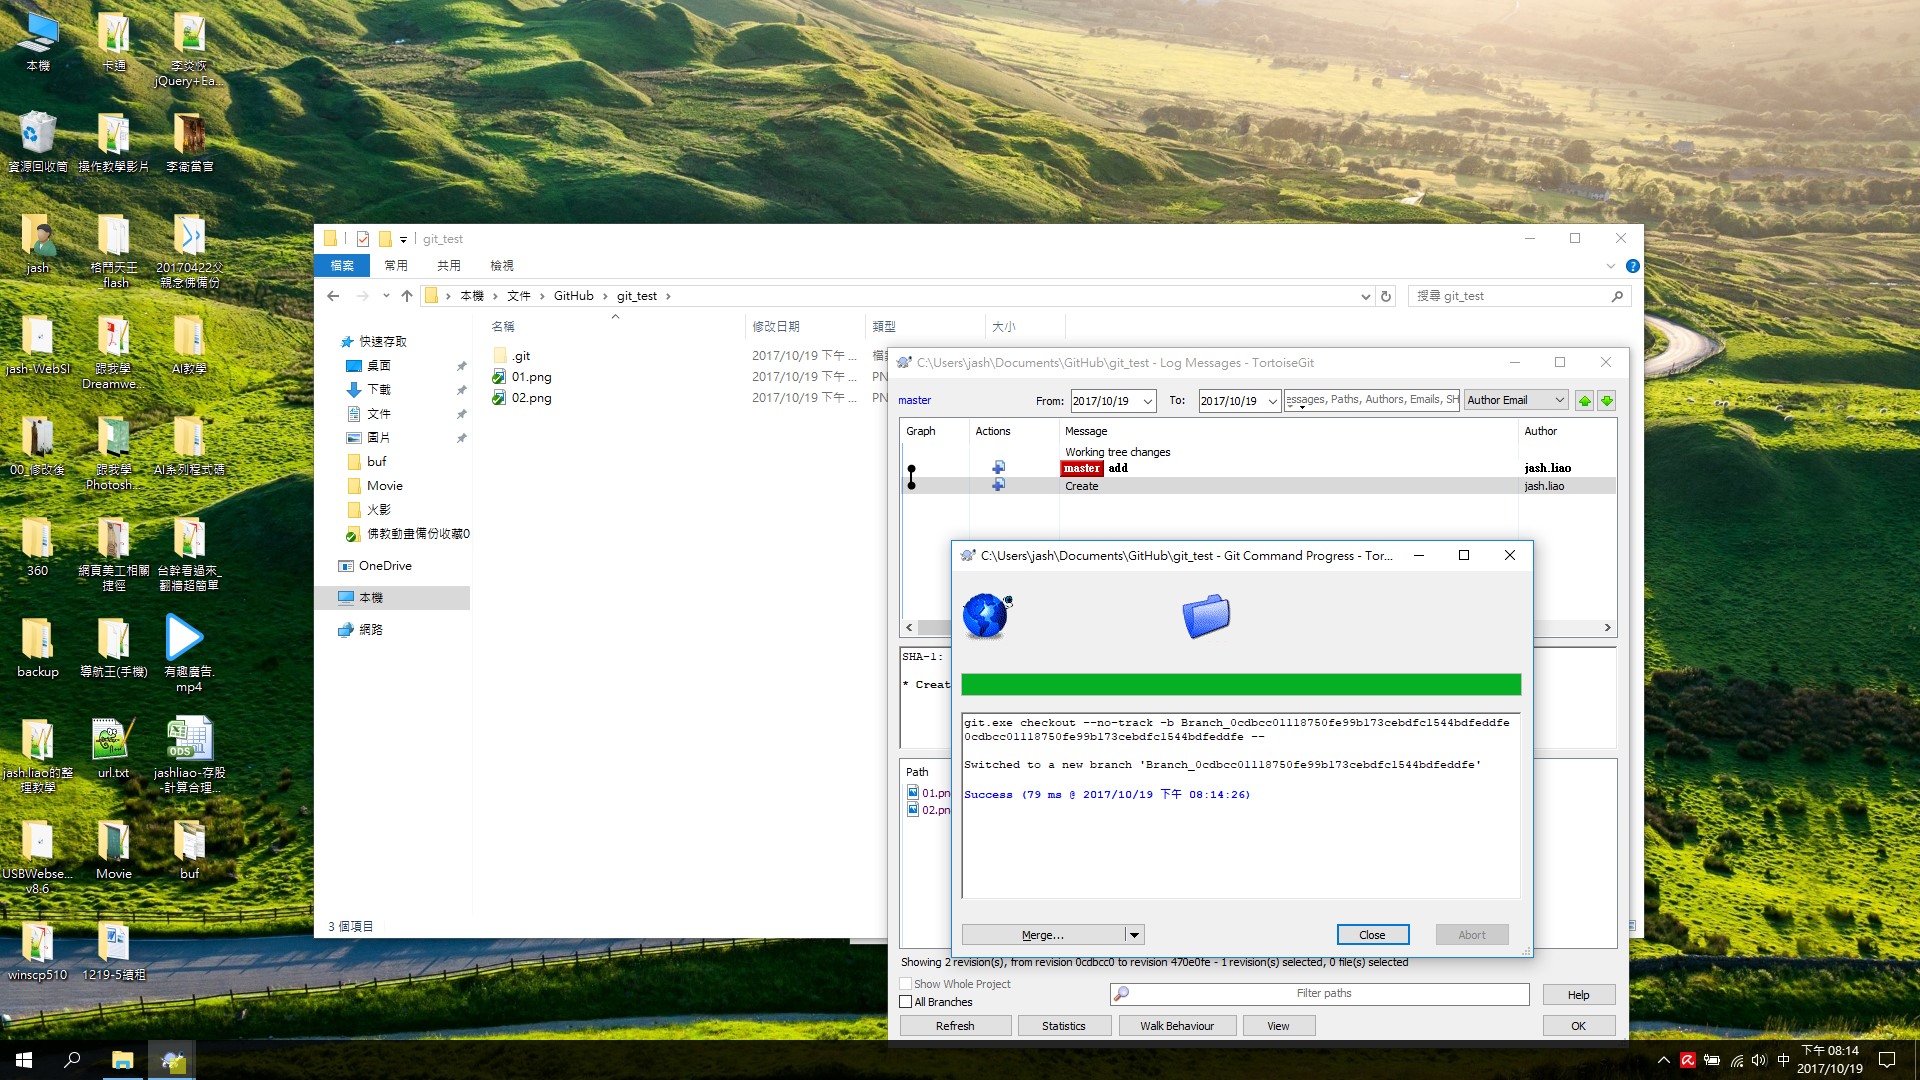 本機
卡通
李炎恢
jQuery+Ea...
資源回收筒
操作教學影片
李衛當官
jash
格鬥天王
_flash
20170422父
親念佛備份
jash-WebSI
跟我學
Dreamwe...
AI教學
00_修改後
跟我學
Photosh...
AI系列程式碼
360
網頁美工相關
捷徑
台幹看過來_
翻牆超簡單
backup
導航王(手機)
有趣廣告.
mp4
jash.liao的整
理教學
url.txt
ODS
jashliao-存股
-計算合理...
USBWebse...
v8.6
Movie
buf
winscp510
1219-5續租
git_test
檔案
常用
共用
檢視
本機 › 文件 › GitHub › git_test ›
搜尋 git_test
名稱
修改日期
類型
大小
.git
2017/10/19 下午 ...
檔
01.png
2017/10/19 下午 ...
PN
02.png
2017/10/19 下午 ...
PN
快速存取
桌面
下載
文件
圖片
buf
Movie
火影
佛教動畫備份收藏0
OneDrive
本機
網路
3 個項目
C:\Users\jash\Documents\GitHub\git_test - Log Messages - TortoiseGit
master
From:
2017/10/19
To:
2017/10/19
essages, Paths, Authors, Emails, SH
Author Email
Graph
Actions
Message
Author
Working tree changes
master add
jash.liao
Create
jash.liao
SHA-1:
* Creat
Path
01.pn
02.pn
C:\Users\jash\Documents\GitHub\git_test - Git Command Progress - Tor...
git.exe checkout --no-track -b Branch_0cdbcc01118750fe99b173cebdfc1544bdfeddfe
0cdbcc01118750fe99b173cebdfc1544bdfeddfe --
Switched to a new branch 'Branch_0cdbcc01118750fe99b173cebdfc1544bdfeddfe'
Success (79 ms @ 2017/10/19 下午 08:14:26)
Merge...
Close
Abort
Showing 2 revision(s), from revision 0cdbcc0 to revision 470e0fe - 1 revision(s) selected, 0 file(s) selected
Show Whole Project
All Branches
Filter paths
Help
Refresh
Statistics
Walk Behaviour
View
OK
中
下午 08:14
2017/10/19